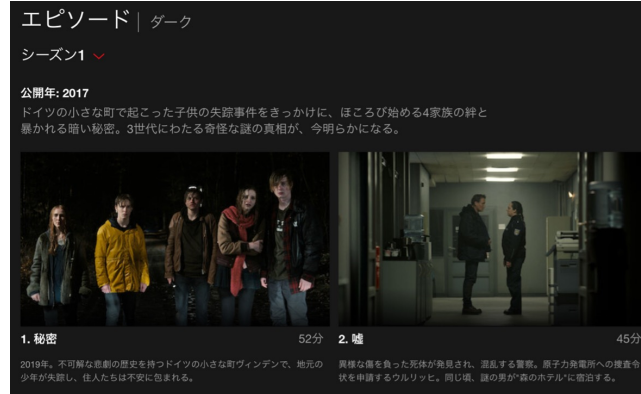 エピソード | ダーク
シーズン1
公開年: 2017
ドイツの小さな町で起こった子供の失踪事件をきっかけに、ほころび始める4家族の絆と
暴かれる暗い秘密。3世代にわたる奇怪な謎の真相が、今明らかになる。
1. 秘密 52分
2. 嘘 45分
2019年。不可解な悲劇の歴史を持つドイツの小さな町ヴィンデンで、地元の
少年が失踪し、住人たちは不安に包まれる。
異様な傷を負った死体が発見され、混乱する警察。原子力発電所への捜査令
状を申請するウルリッヒ。同じ頃、謎の男が"森のホテル"に宿泊する。